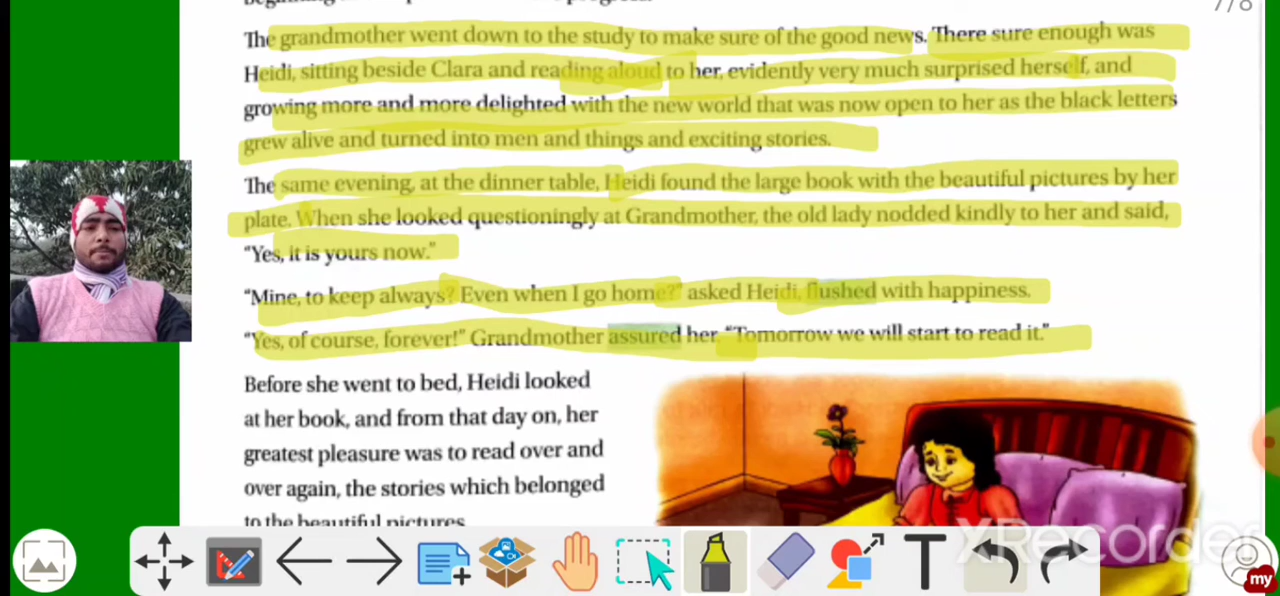 7/8
The grandmother went down to the study to make sure of the good news. There sure enough was
Heidi, sitting beside Clara and reading aloud to her, evidently very much surprised herself, and
growing more and more delighted with the new world that was now open to her as the black letters
grew alive and turned into men and things and exciting stories.
The same evening, at the dinner table, Heidi found the large book with the beautiful pictures by her
plate. When she looked questioningly at Grandmother, the old lady nodded kindly to her and said,
"Yes, it is yours now."
"Mine, to keep always? Even when I go home?" asked Heidi, flushed with happiness.
"Yes, of course, forever!" Grandmother assured her. "Tomorrow we will start to read it."
Before she went to bed, Heidi looked
at her book, and from that day on, her
greatest pleasure was to read over and
over again, the stories which belonged
to the beautiful pictures.
XRecorder
T
my